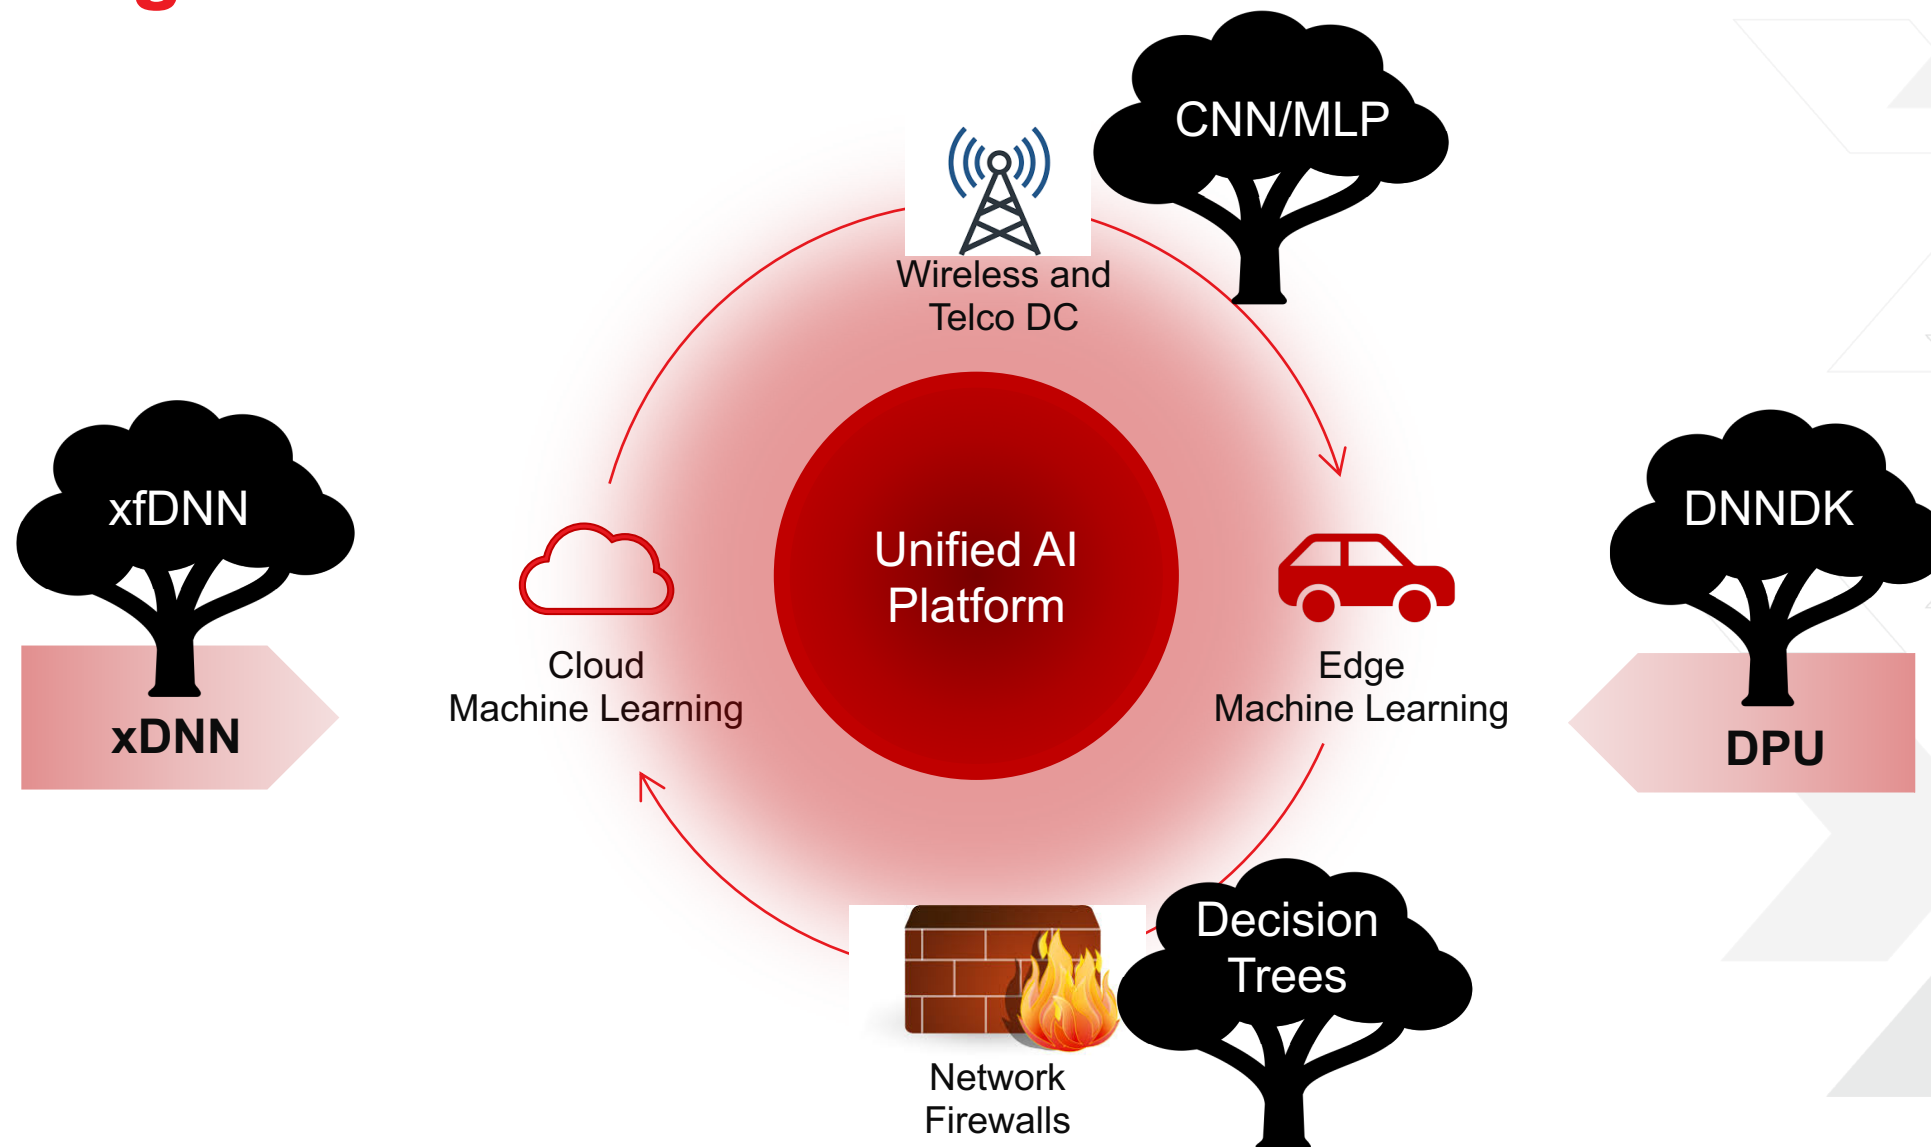 CNN/MLP
Wireless and
Telco DC
xfDNN
DNNDK
Unified AI
Platform
Cloud
Machine Learning
Edge
Machine Learning
xDNN
DPU
Decision
Trees
Network
Firewalls